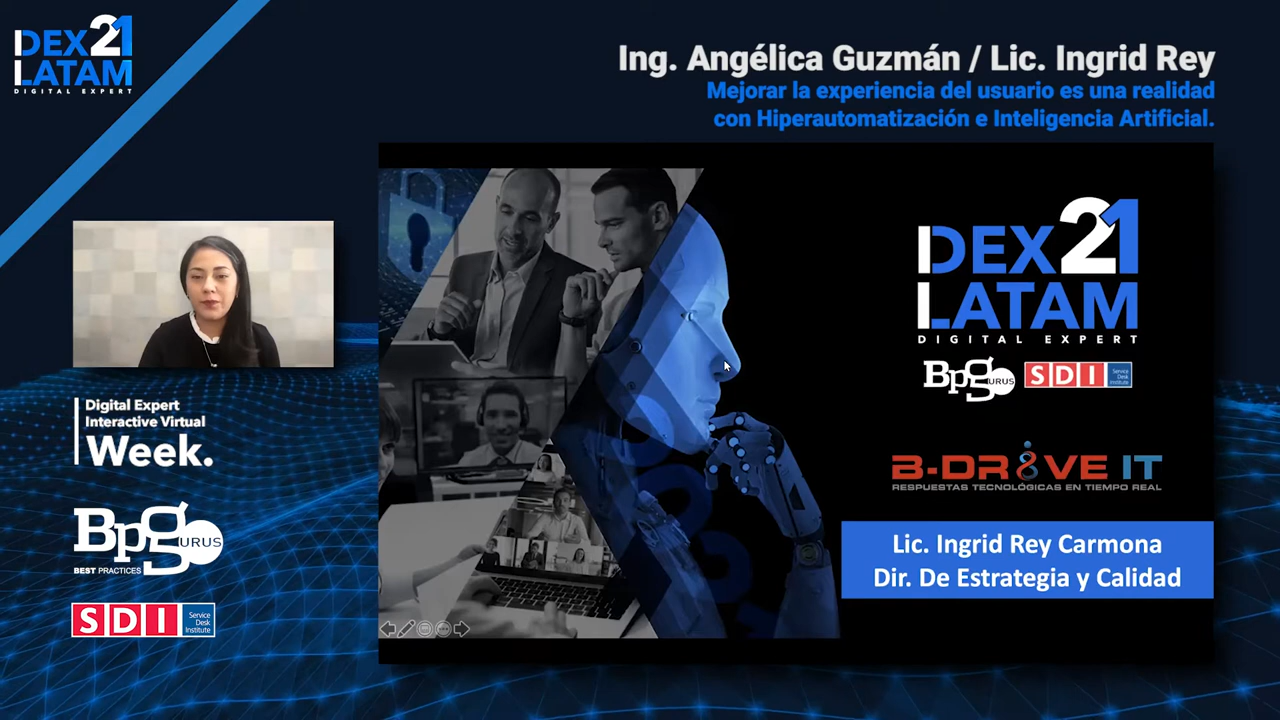 DEX21
LATAM
DIGITAL EXPERT
Ing. Angélica Guzmán / Lic. Ingrid Rey
Mejorar la experiencia del usuario es una realidad
con Hiperautomatización e Inteligencia Artificial.
Digital Expert
Interactive Virtual
Week.
Bpgurus
BEST PRACTICES
SDI
Service
Desk
Institute
DEX21
LATAM
DIGITAL EXPERT
Bpgurus
SDI
Service
Desk
Institute
B-DRIVE IT
RESPUESTAS TECNOLÓGICAS EN TIEMPO REAL
Lic. Ingrid Rey Carmona
Dir. De Estrategia y Calidad